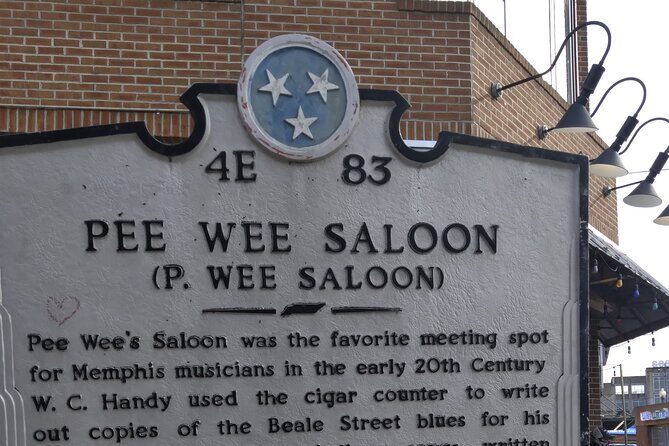 4E 83
PEE WEE SALOON
(P. WEE SALOON)
Pee Wee's Saloon was the favorite meeting spot
for Memphis musicians in the early 20th Century
W. C. Handy used the cigar counter to write
out copies of the Beale Street blues for his
written